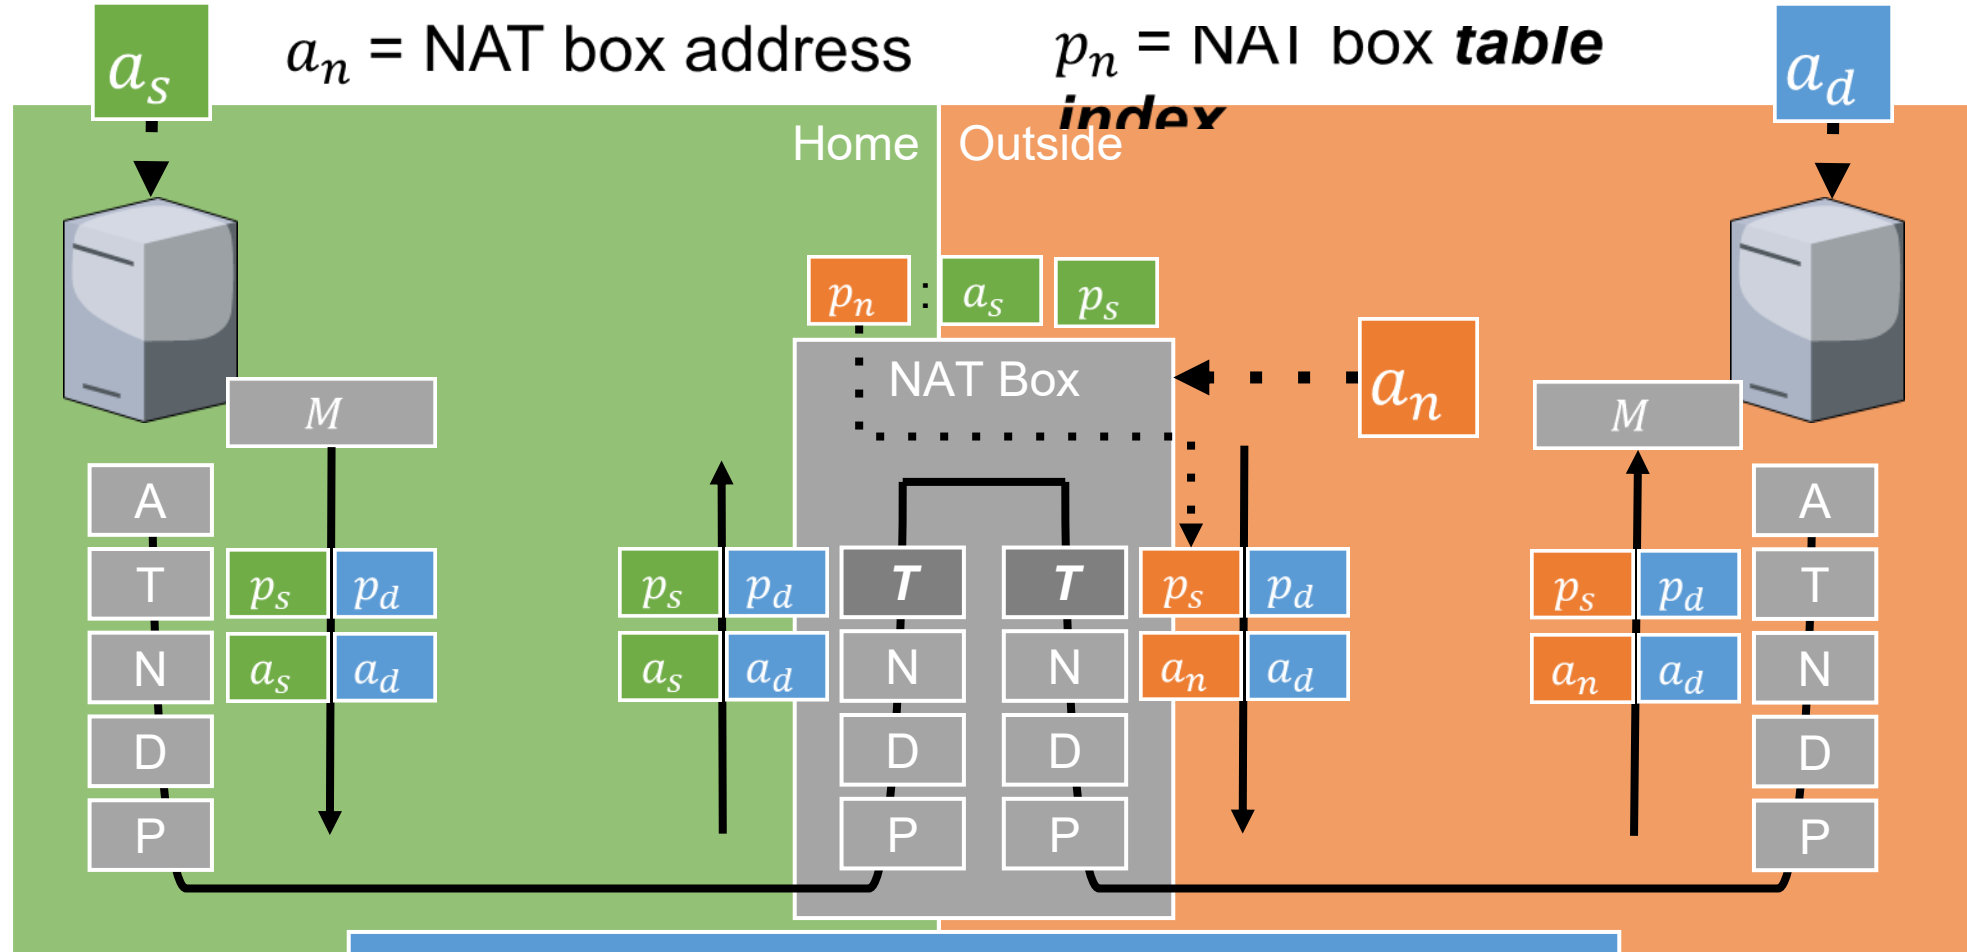 aₛ
aₙ = NAT box address
pₙ = NAT box table
index
a_d
Home
Outside
pₙ : aₛ pₛ
NAT Box
aₙ
M
M
A
T
N
D
P
pₛ p_d
aₛ a_d
pₛ p_d
aₛ a_d
T
N
D
P
T
N
D
P
pₛ p_d
aₙ a_d
pₛ p_d
aₙ a_d
A
T
N
D
P